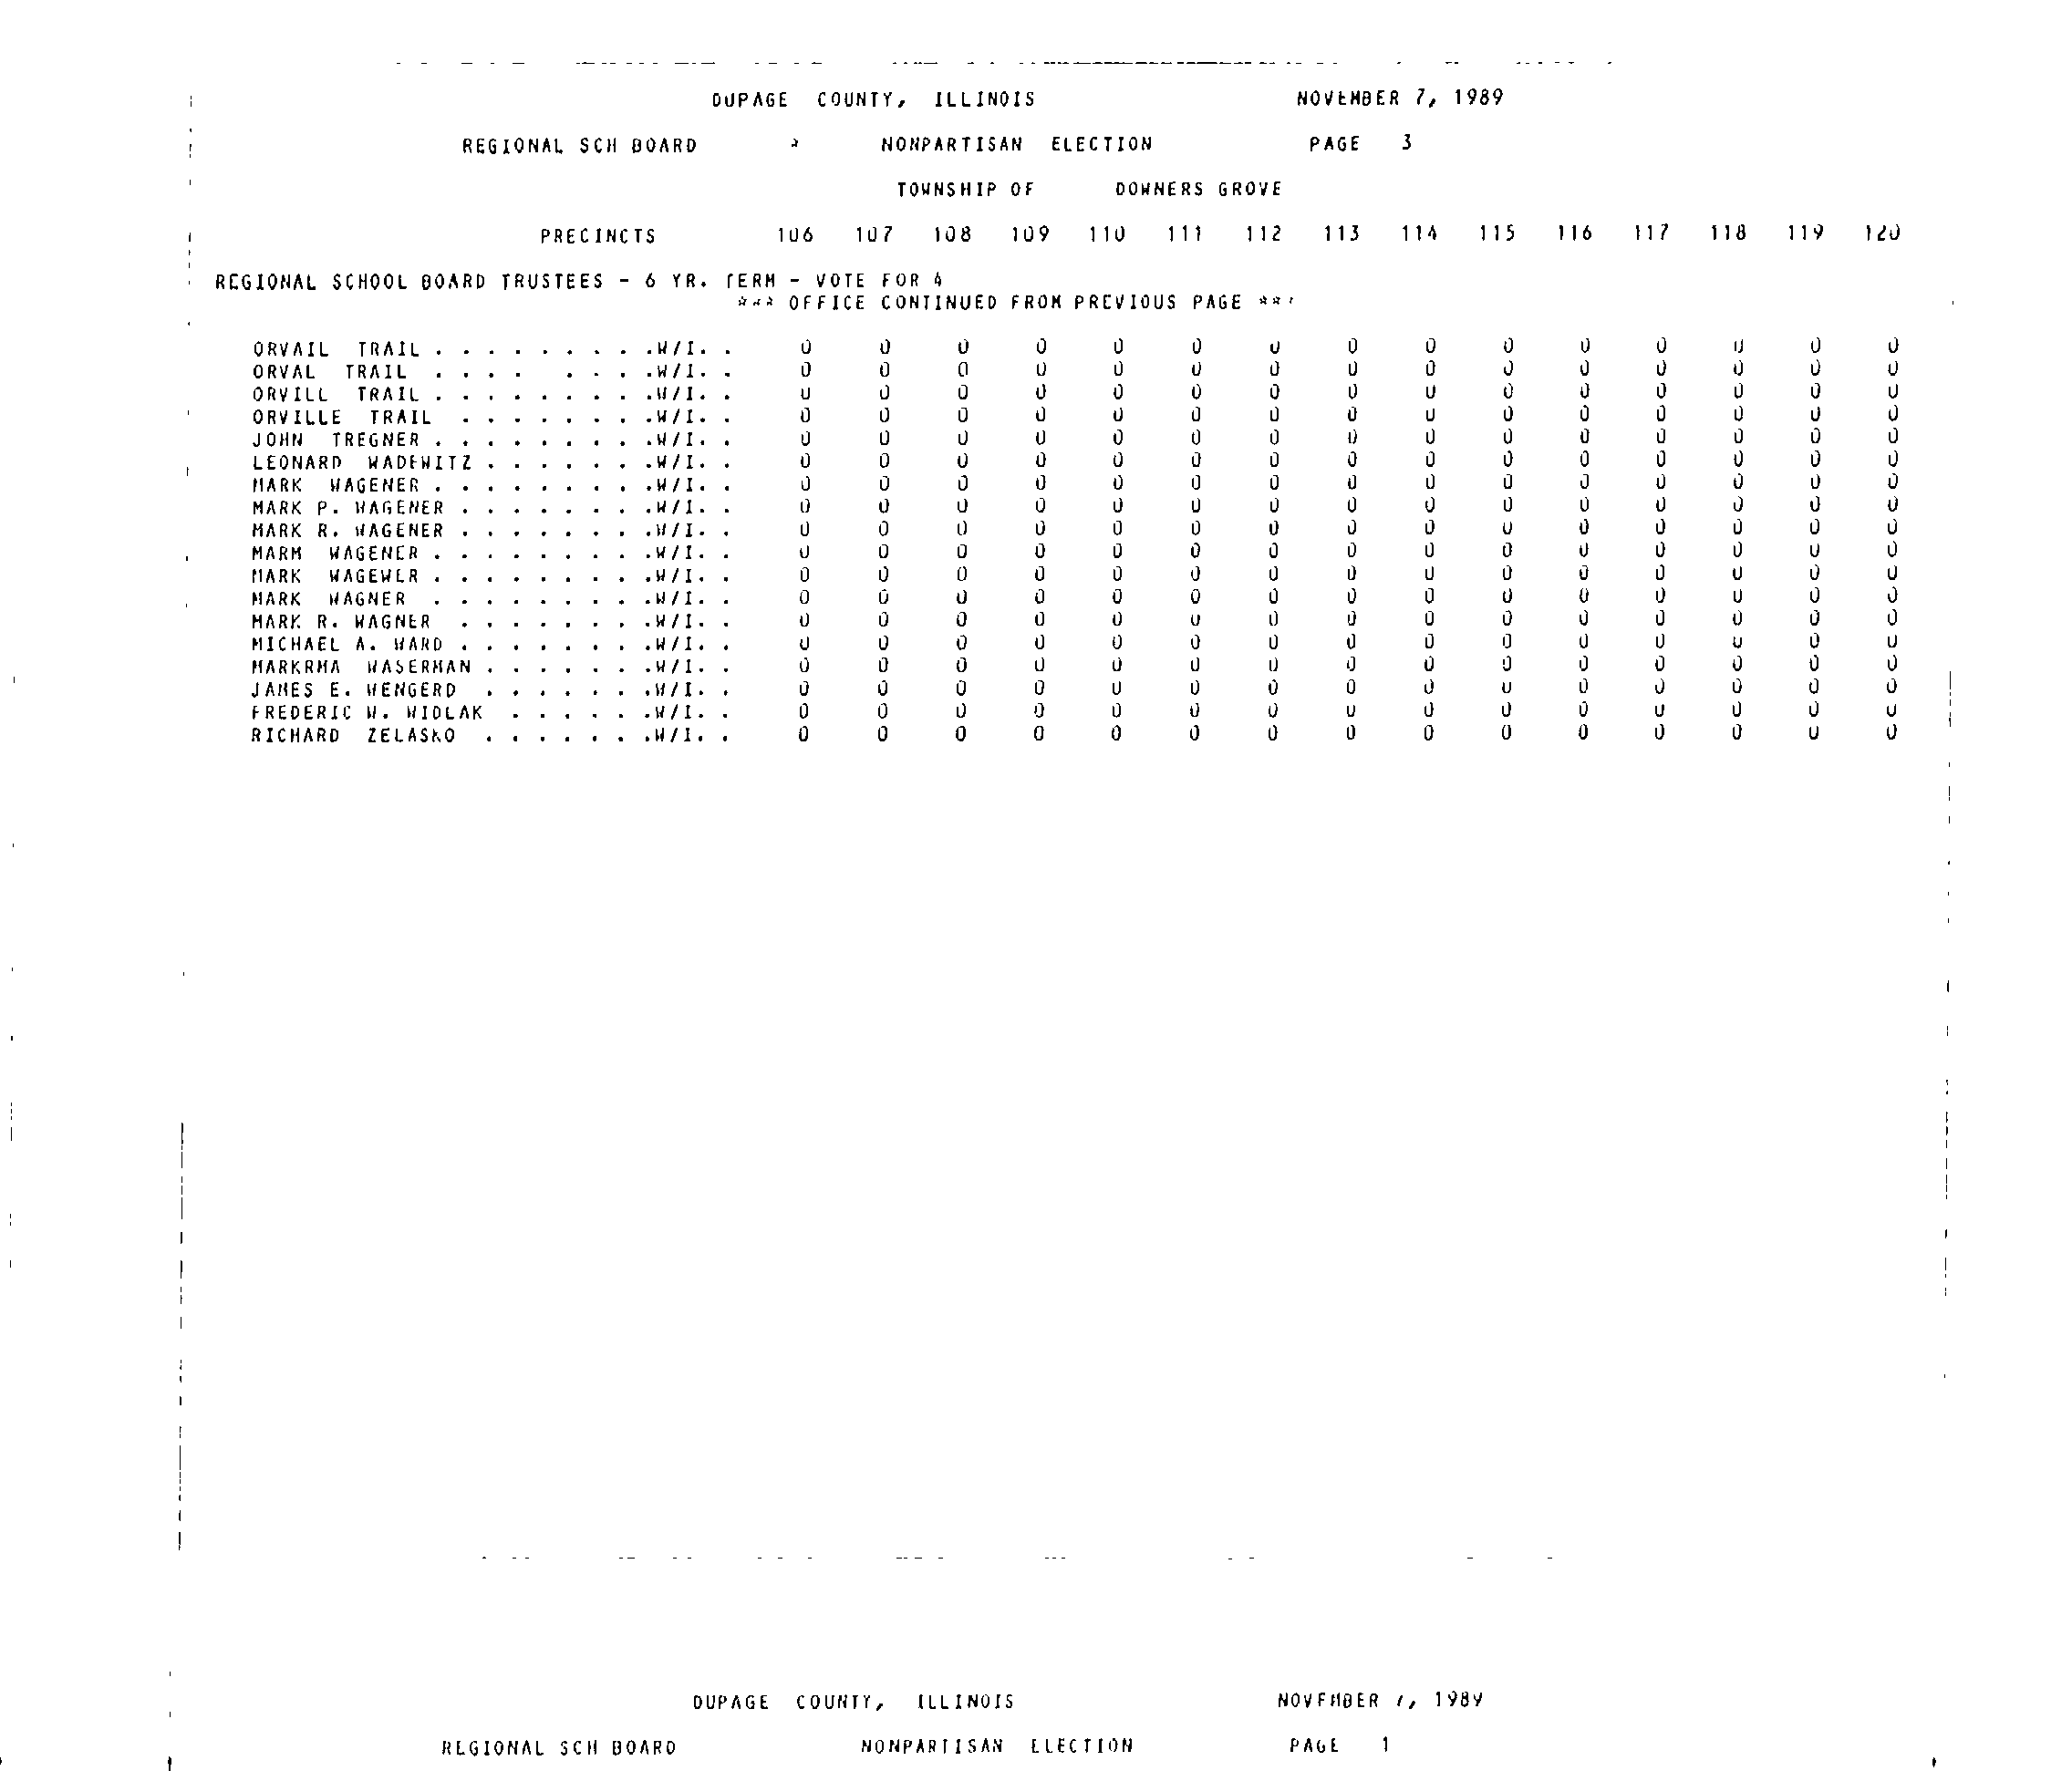 DUPAGE COUNTY, ILLINOIS NOVEMBER 7, 1989
REGIONAL SCH BOARD * NONPARTISAN ELECTION PAGE 3
TOWNSHIP OF DOWNERS GROVE
PRECINCTS 106 107 108 109 110 111 112 113 114 115 116 117 118 119 120
REGIONAL SCHOOL BOARD TRUSTEES - 6 YR. TERM - VOTE FOR 4
*** OFFICE CONTINUED FROM PREVIOUS PAGE ***
ORVAIL TRAIL . . . . . . . . .W/I. . 0 0 0 0 0 0 0 0 0 0 0 0 0 0 0
ORVAL TRAIL . . . . . . . .W/I. . 0 0 0 0 0 0 0 0 0 0 0 0 0 0 0
ORVILL TRAIL . . . . . . . . .W/I. . 0 0 0 0 0 0 0 0 0 0 0 0 0 0 0
ORVILLE TRAIL . . . . . . . .W/I. . 0 0 0 0 0 0 0 0 0 0 0 0 0 0 0
JOHN TREGNER . . . . . . . . .W/I. . 0 0 0 0 0 0 0 0 0 0 0 0 0 0 0
LEONARD WADEWITZ . . . . . . .W/I. . 0 0 0 0 0 0 0 0 0 0 0 0 0 0 0
MARK WAGENER . . . . . . . . .W/I. . 0 0 0 0 0 0 0 0 0 0 0 0 0 0 0
MARK P. WAGENER . . . . . . . .W/I. . 0 0 0 0 0 0 0 0 0 0 0 0 0 0 0
MARK R. WAGENER . . . . . . . .W/I. . 0 0 0 0 0 0 0 0 0 0 0 0 0 0 0
MARM WAGENER . . . . . . . . .W/I. . 0 0 0 0 0 0 0 0 0 0 0 0 0 0 0
MARK WAGEWER . . . . . . . . .W/I. . 0 0 0 0 0 0 0 0 0 0 0 0 0 0 0
MARK WAGNER . . . . . . . . .W/I. . 0 0 0 0 0 0 0 0 0 0 0 0 0 0 0
MARK R. WAGNER . . . . . . . .W/I. . 0 0 0 0 0 0 0 0 0 0 0 0 0 0 0
MICHAEL A. WARD . . . . . . . .W/I. . 0 0 0 0 0 0 0 0 0 0 0 0 0 0 0
MARKRMA WASERMAN . . . . . . .W/I. . 0 0 0 0 0 0 0 0 0 0 0 0 0 0 0
JAMES E. WENGERD . . . . . . .W/I. . 0 0 0 0 0 0 0 0 0 0 0 0 0 0 0
FREDERIC W. WIDLAK . . . . . .W/I. . 0 0 0 0 0 0 0 0 0 0 0 0 0 0 0
RICHARD ZELASKO . . . . . . .W/I. . 0 0 0 0 0 0 0 0 0 0 0 0 0 0 0
DUPAGE COUNTY, ILLINOIS NOVEMBER 7, 1989
REGIONAL SCH BOARD NONPARTISAN ELECTION PAGE 1